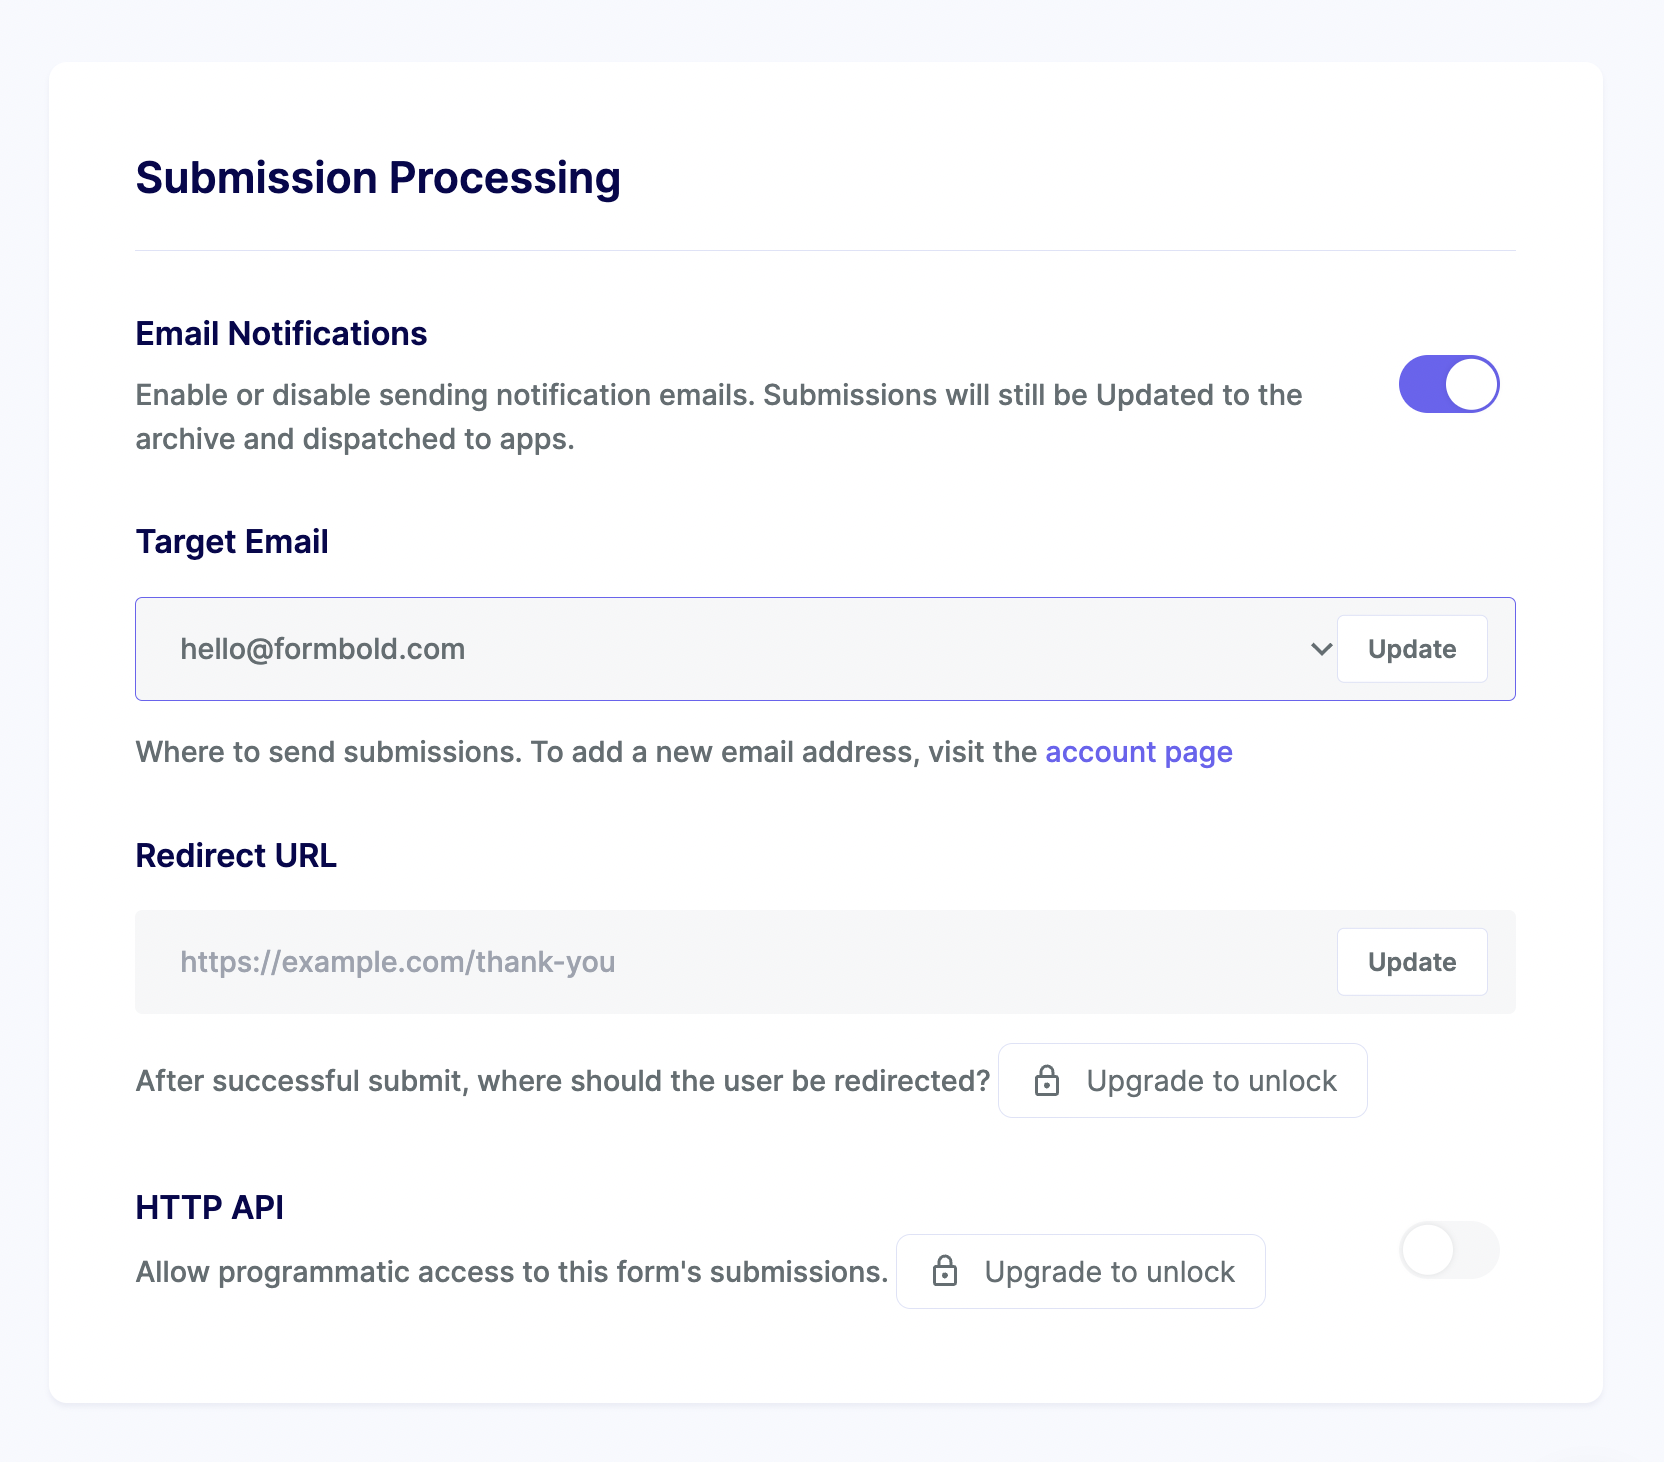 Submission Processing
Email Notifications
Enable or disable sending notification emails. Submissions will still be Updated to the
archive and dispatched to apps.
Target Email
hello@formbold.com
Update
Where to send submissions. To add a new email address, visit the account page
Redirect URL
https://example.com/thank-you
Update
After successful submit, where should the user be redirected? Upgrade to unlock
HTTP API
Allow programmatic access to this form's submissions. Upgrade to unlock